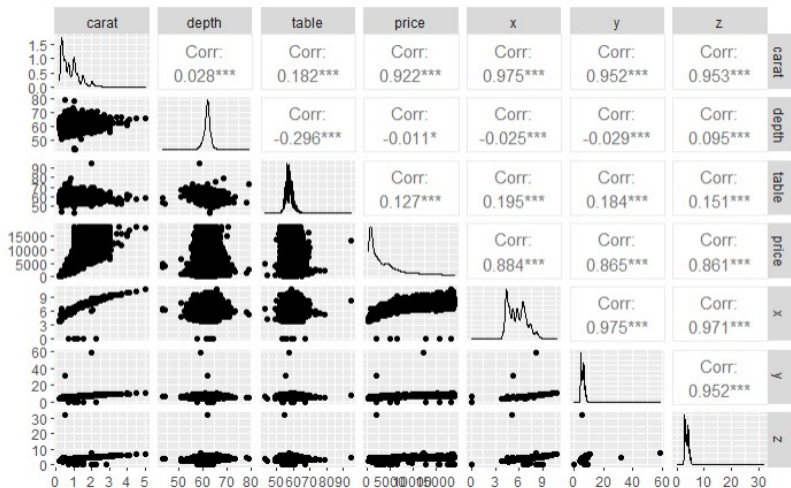 carat depth table price x y z
Corr: Corr: Corr: Corr: Corr: Corr:
0.028*** 0.182*** 0.922*** 0.975*** 0.952*** 0.953***
carat
1.5
1.0
0.5
0.0
Corr: Corr: Corr: Corr: Corr:
-0.296*** -0.011* -0.025*** -0.029*** 0.095***
depth
80
70
60
50
Corr: Corr: Corr: Corr:
0.127*** 0.195*** 0.184*** 0.151***
table
90
80
70
60
50
Corr: Corr: Corr:
0.884*** 0.865*** 0.861***
price
15000
10000
5000
0
Corr: Corr:
0.975*** 0.971***
x
9
6
3
0
Corr:
0.952***
y
60
40
20
0
z
30
20
10
0
0 1 2 3 4 5 50 60 70 80 50 60 70 80 90 0 5000 10000 15000 0 3 6 9 0 20 40 60 0 10 20 30